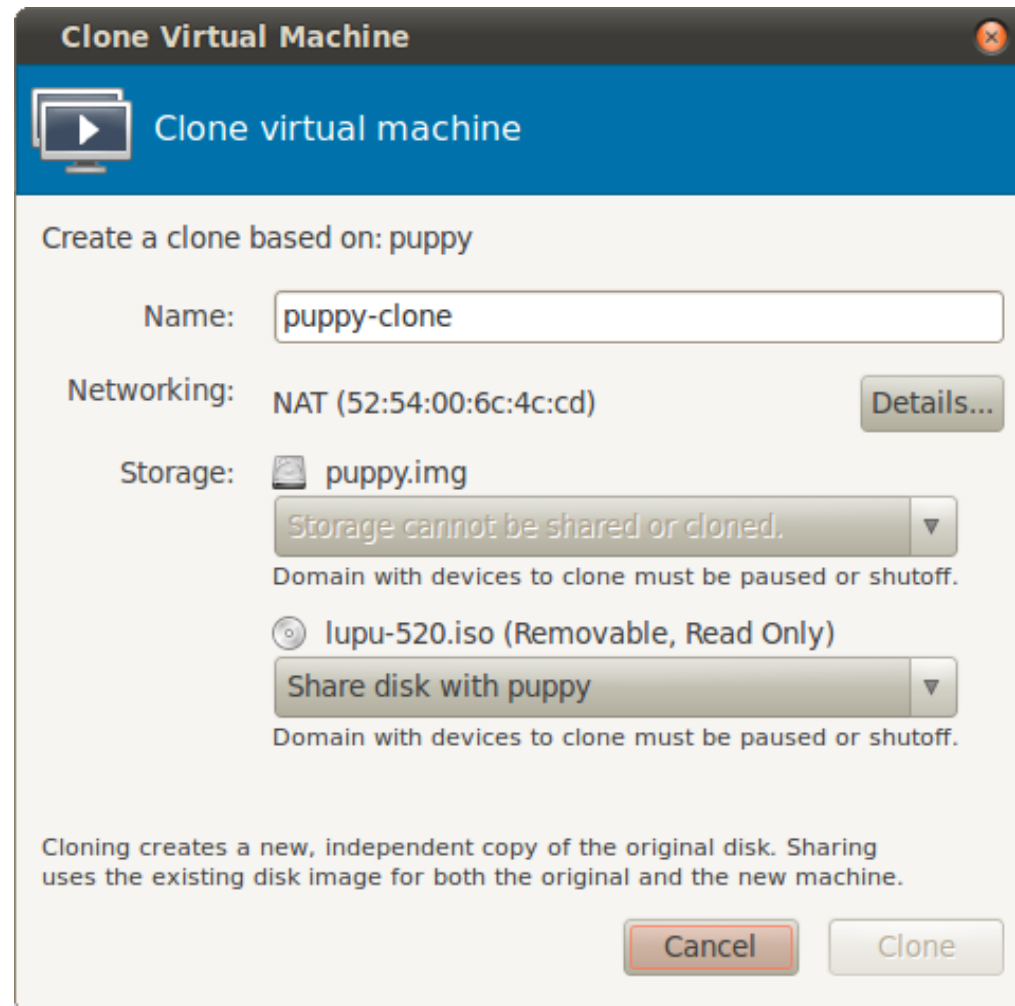 Clone Virtual Machine
Clone virtual machine
Create a clone based on: puppy
Name: puppy-clone
Networking: NAT (52:54:00:6c:4c:cd) Details...
Storage: puppy.img
Storage cannot be shared or cloned.
Domain with devices to clone must be paused or shutoff.
lupu-520.iso (Removable, Read Only)
Share disk with puppy
Domain with devices to clone must be paused or shutoff.
Cloning creates a new, independent copy of the original disk. Sharing
uses the existing disk image for both the original and the new machine.
Cancel Clone